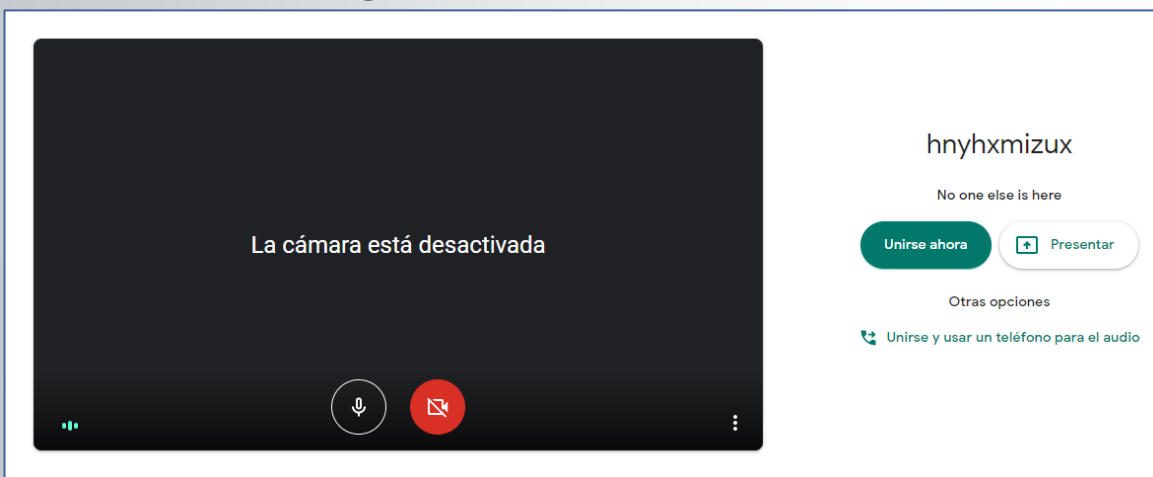 La cámara está desactivada
hnyhxmizux
No one else is here
Unirse ahora
Presentar
Otras opciones
Unirse y usar un teléfono para el audio